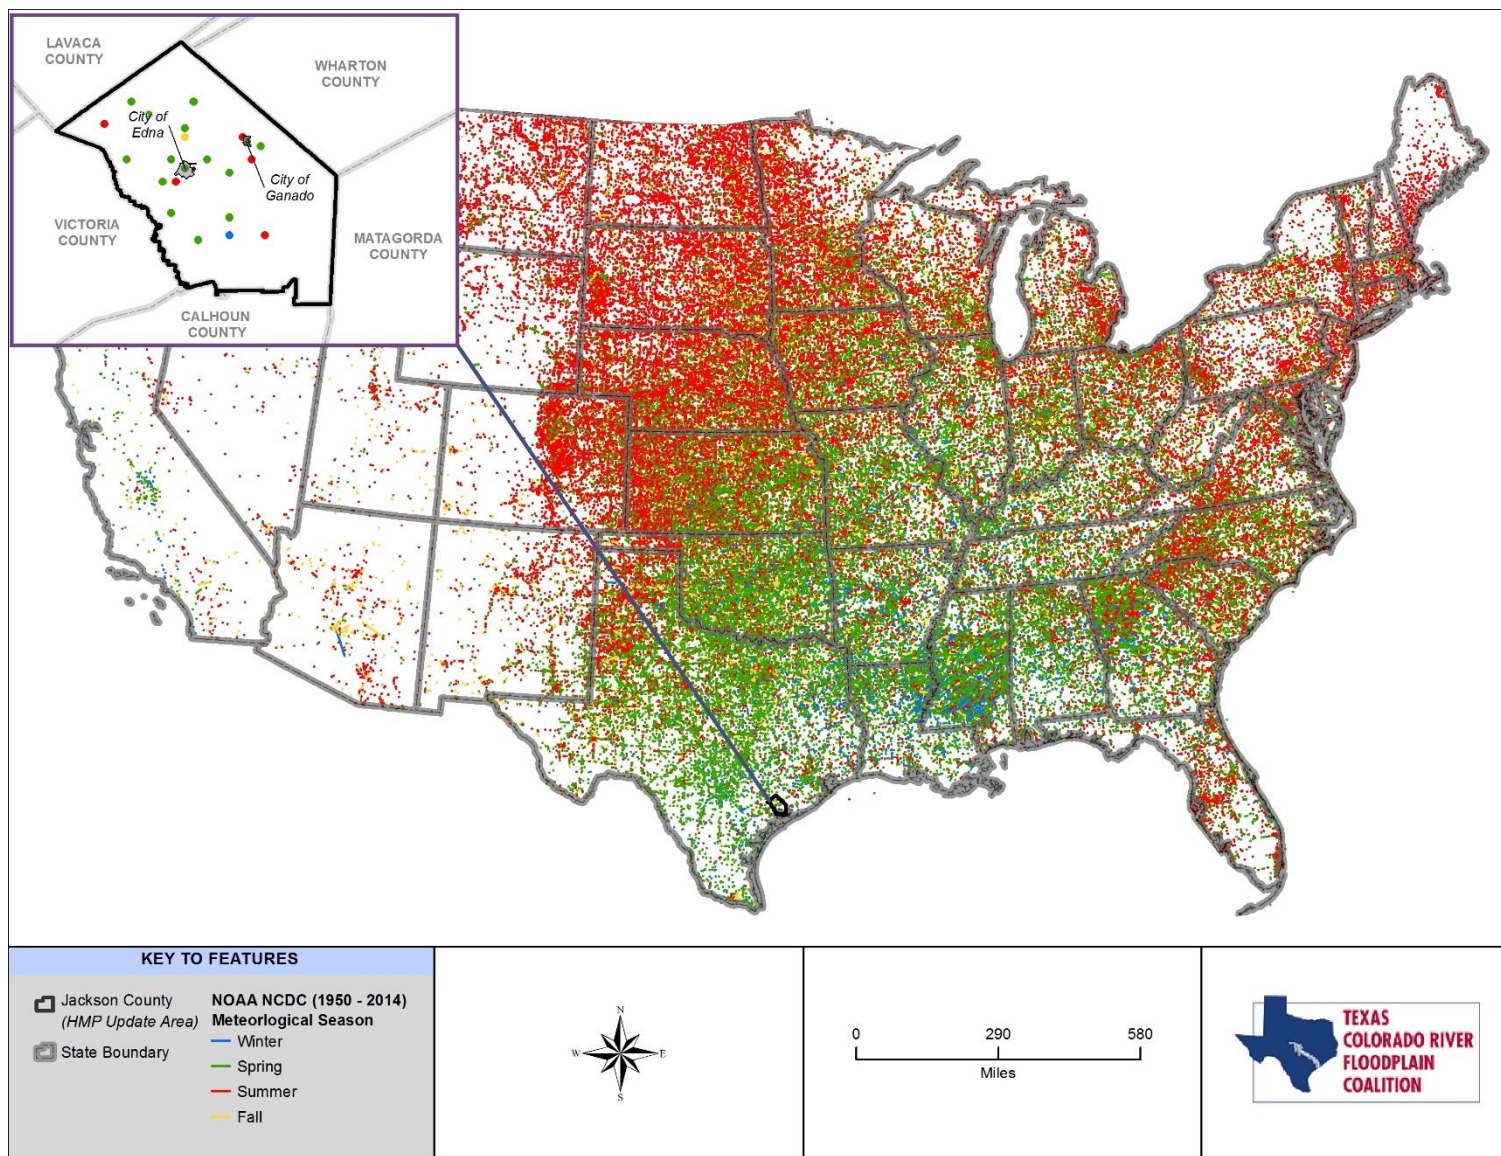 LAVACA
COUNTY
WHARTON
COUNTY
City of
Edna
City of
Ganado
VICTORIA
COUNTY
MATAGORDA
COUNTY
CALHOUN
COUNTY
KEY TO FEATURES
Jackson County
(HMP Update Area)
State Boundary
NOAA NCDC (1950 - 2014)
Meteorlogical Season
Winter
Spring
Summer
Fall
N
W E
S
0 290 580
Miles
TEXAS
COLORADO RIVER
FLOODPLAIN
COALITION